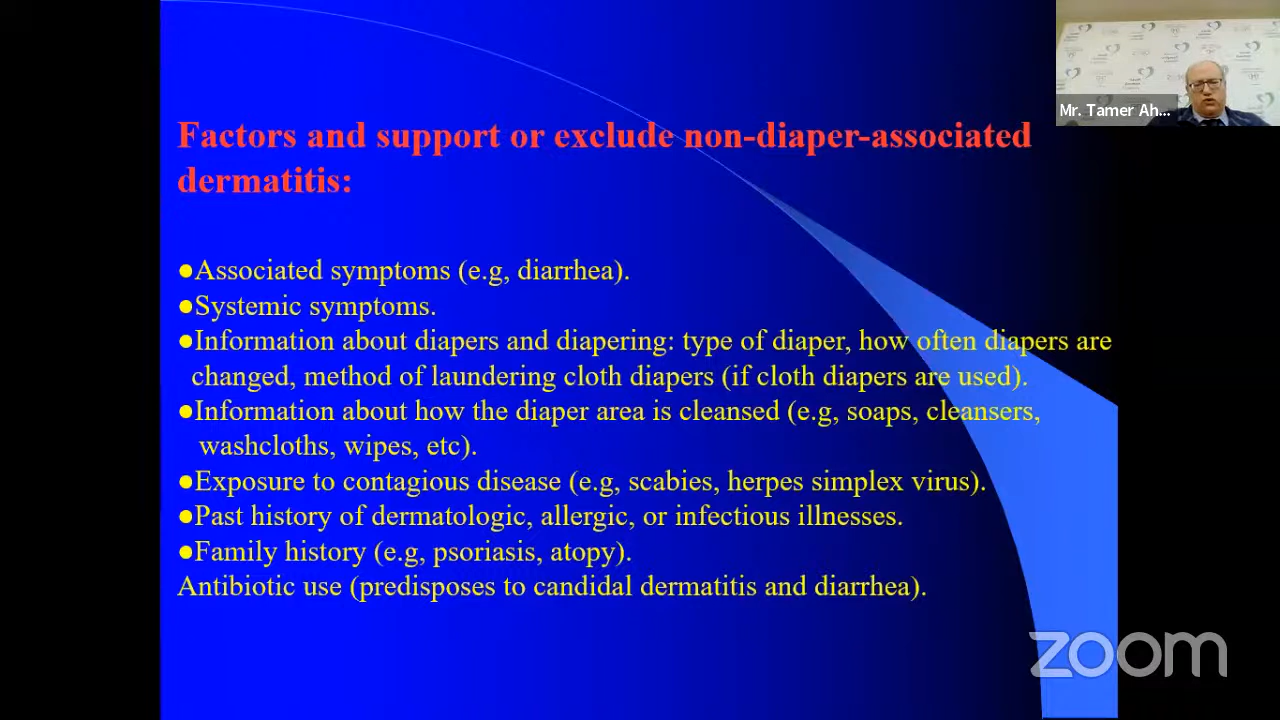 Mr. Tamer Ah...
Factors and support or exclude non-diaper-associated
dermatitis:
●Associated symptoms (e.g, diarrhea).
●Systemic symptoms.
●Information about diapers and diapering: type of diaper, how often diapers are
changed, method of laundering cloth diapers (if cloth diapers are used).
●Information about how the diaper area is cleansed (e.g, soaps, cleansers,
washcloths, wipes, etc).
●Exposure to contagious disease (e.g, scabies, herpes simplex virus).
●Past history of dermatologic, allergic, or infectious illnesses.
●Family history (e.g, psoriasis, atopy).
Antibiotic use (predisposes to candidal dermatitis and diarrhea).
zoom